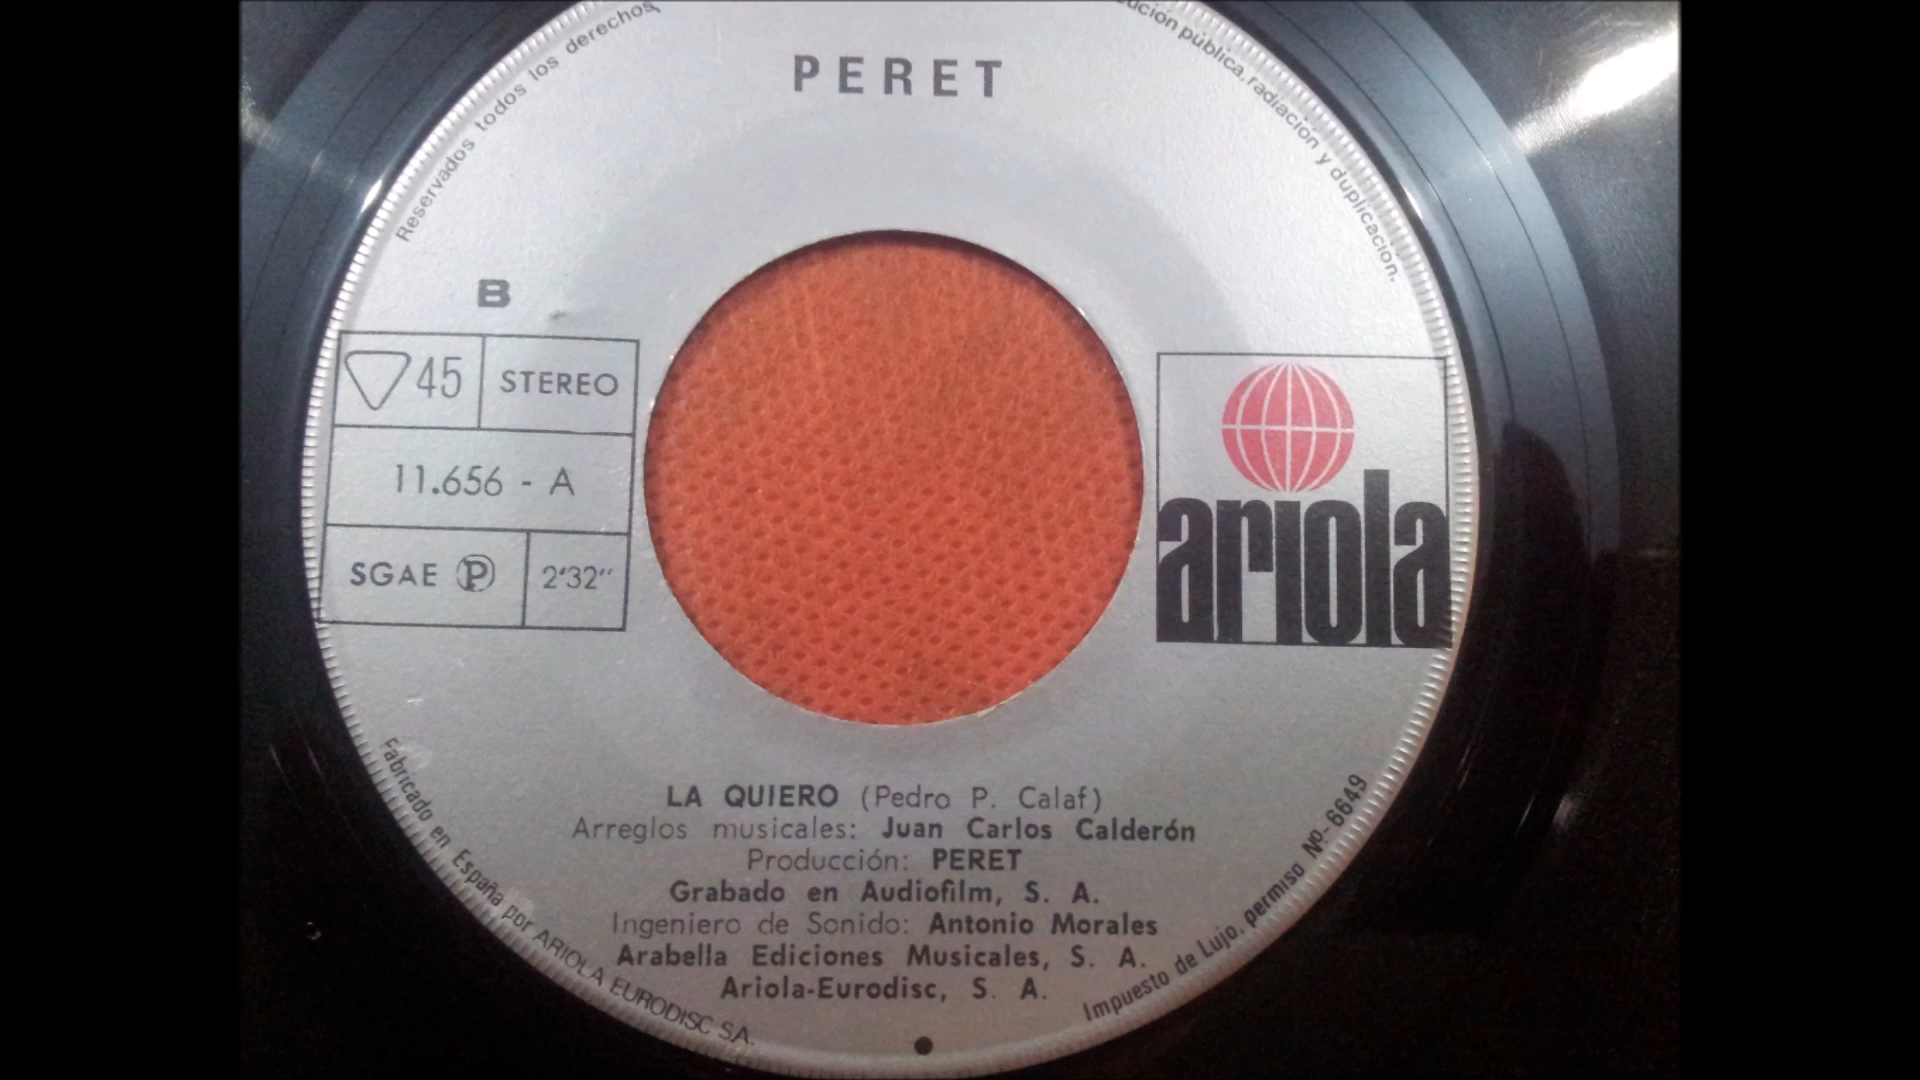 PERET
Reservados todos los derechos
pública, radiación y duplicación.
B
45 STEREO
11.656 - A
SGAE P 2'32"
ariola
LA QUIERO (Pedro P. Calaf)
Arreglos musicales: Juan Carlos Calderón
Producción: PERET
Grabado en Audiofilm, S. A.
Ingeniero de Sonido: Antonio Morales
Arabella Ediciones Musicales, S. A.
Ariola-Eurodisc, S. A.
Fabricado en España por ARIOLA EURODISC S.A.
Impuesto de Lujo. permiso Nº- 6649